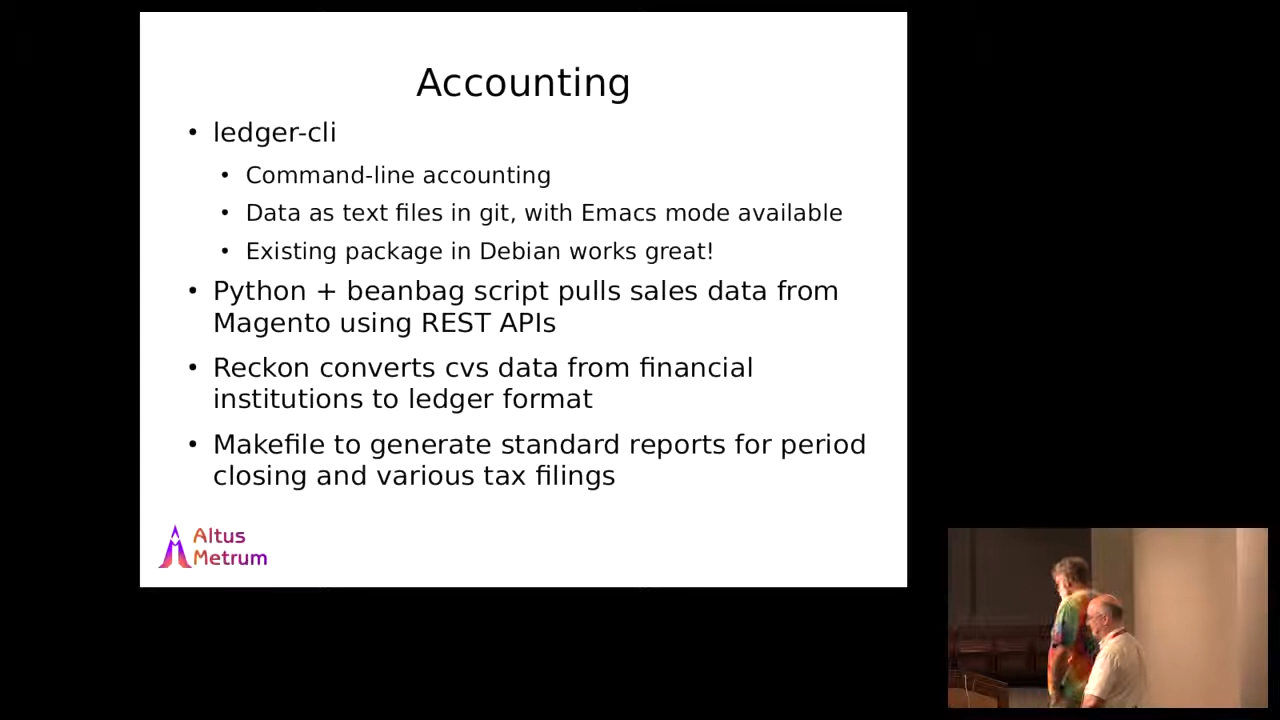 Accounting
• ledger-cli
• Command-line accounting
• Data as text files in git, with Emacs mode available
• Existing package in Debian works great!
• Python + beanbag script pulls sales data from
Magento using REST APIs
• Reckon converts cvs data from financial
institutions to ledger format
• Makefile to generate standard reports for period
closing and various tax filings
Altus
Metrum